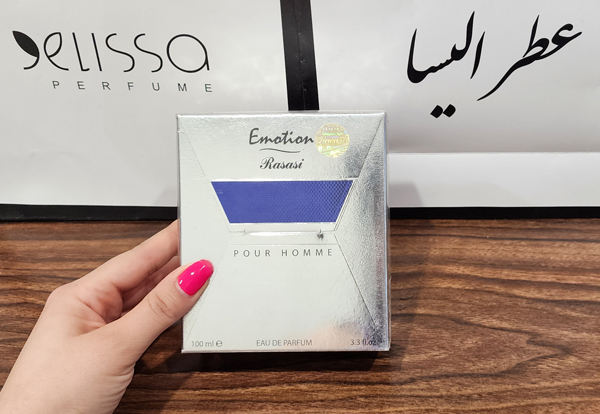 elissa
PERFUME
عطر الیسا
Emotion
Rasasi
POUR HOMME
100 ml e
EAU DE PARFUM
3.3 fl.oz